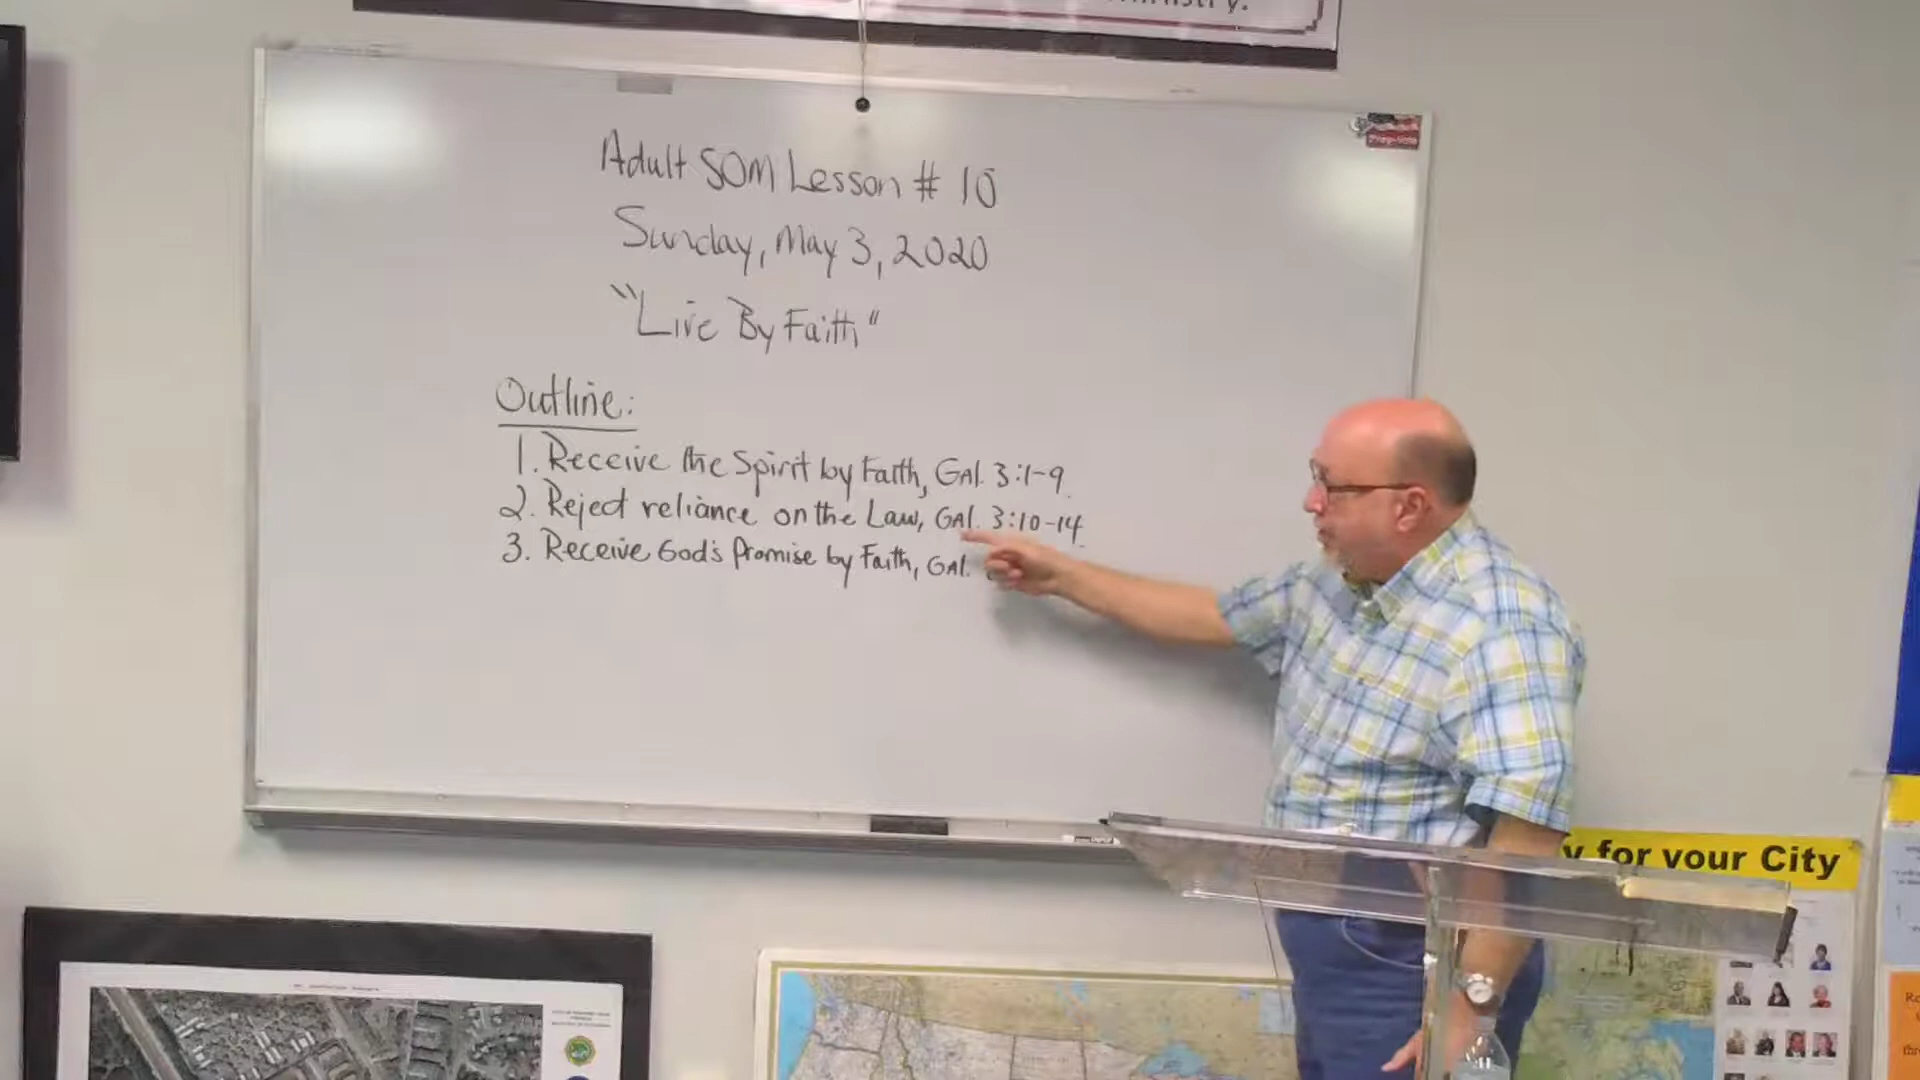 Adult SOM Lesson # 10
Sunday, May 3, 2020
"Live By Faith"
Outline:
1. Receive the Spirit by Faith, GAl. 3:1-9
2. Reject reliance on the Law, GAl. 3:10-14
3. Receive God's Promise by Faith, GAl.
for your City